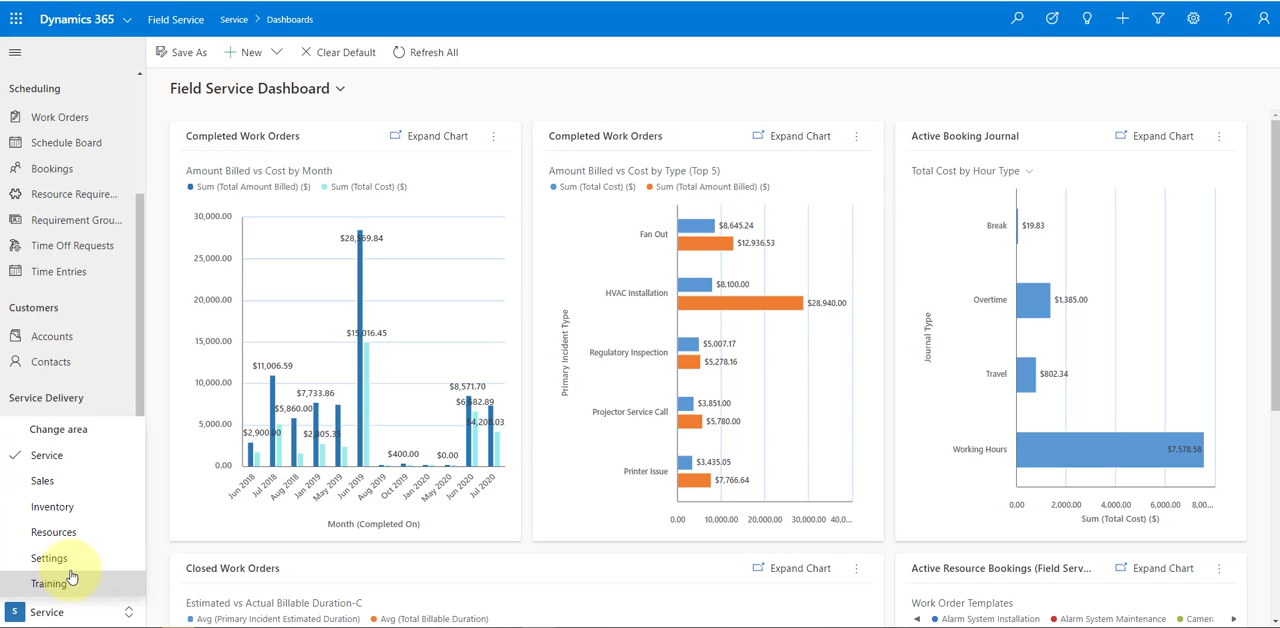 Dynamics 365 Field Service Service > Dashboards
Save As New Clear Default Refresh All
Scheduling
Work Orders
Schedule Board
Bookings
Resource Require...
Requirement Grou...
Time Off Requests
Time Entries
Customers
Accounts
Contacts
Service Delivery
Change area
Service
Sales
Inventory
Resources
Settings
Training
S Service
Field Service Dashboard
Completed Work Orders Expand Chart
Amount Billed vs Cost by Month
Sum (Total Amount Billed) ($) Sum (Total Cost) ($)
30,000.00
25,000.00
20,000.00
15,000.00
10,000.00
5,000.00
0.00
$2,900.00
$11,006.59
$5,860.00
$7,733.86
$2,805.35
$15,016.45
$400.00
$0.00
$8,571.70
$6,682.89
$4,208.03
Jun 2018 Jul 2018 Aug 2018 Jan 2019 May 2019 Jun 2019 Aug 2019 Oct 2019 Jan 2020 May 2020 Jun 2020 Jul 2020
Month (Completed On)
Completed Work Orders Expand Chart
Amount Billed vs Cost by Type (Top 5)
Sum (Total Cost) ($) Sum (Total Amount Billed) ($)
Primary Incident Type
Fan Out $8,645.24 $12,936.53
HVAC Installation $8,100.00 $28,940.00
Regulatory Inspection $5,007.17 $5,278.16
Projector Service Call $3,851.00 $5,780.00
Printer Issue $3,435.05 $7,766.64
0.00 10,000.00 20,000.00 30,000.00 40,0...
Active Booking Journal Expand Chart
Total Cost by Hour Type
Journal Type
Break $19.83
Overtime $1,385.00
Travel $802.34
Working Hours $7,578.58
0.00 2,000.00 4,000.00 6,000.00 8,00...
Sum (Total Cost) ($)
Closed Work Orders Expand Chart
Estimated vs Actual Billable Duration-C
Avg (Primary Incident Estimated Duration) Avg (Total Billable Duration)
Active Resource Bookings (Field Serv... Expand Chart
Work Order Templates
Alarm System Installation Alarm System Maintenance Camer